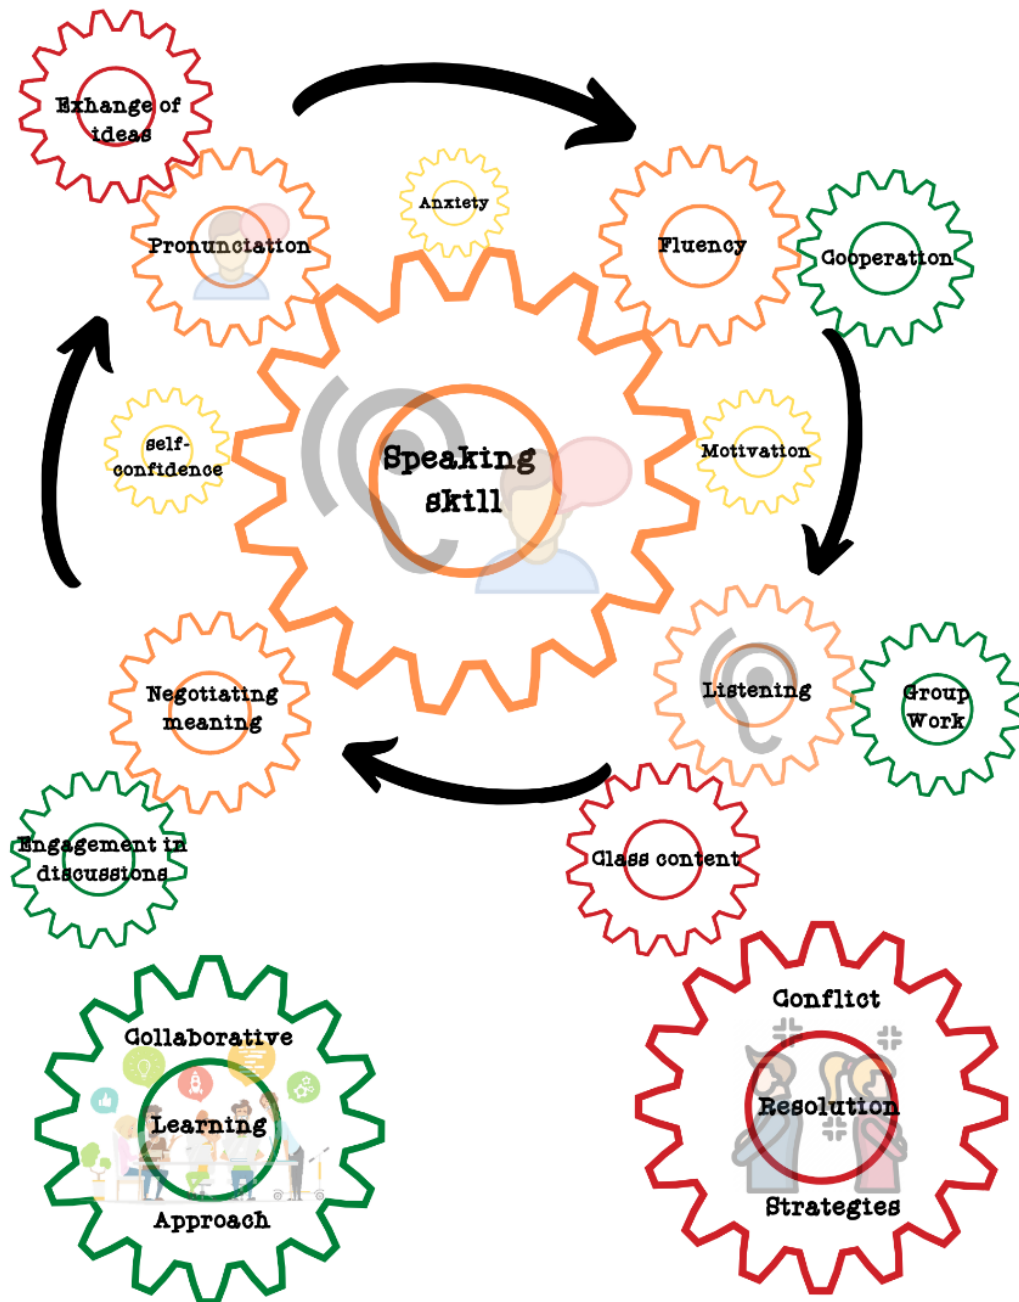 Exhange of
ideas
Pronunciation
Anxiety
Fluency
Cooperation
Self-
confidence
Speaking
skill
Motivation
Negotiating
meaning
Listening
Group
Work
Engagement in
discussions
Class content
Collaborative
Learning
Approach
Conflict
Resolution
Strategies